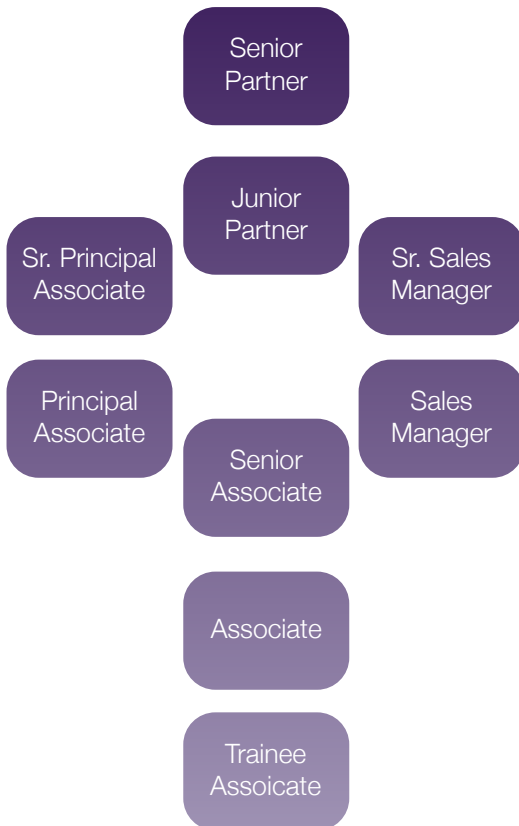 Senior
Partner
Junior
Partner
Sr. Principal
Associate
Sr. Sales
Manager
Principal
Associate
Sales
Manager
Senior
Associate
Associate
Trainee
Assoicate